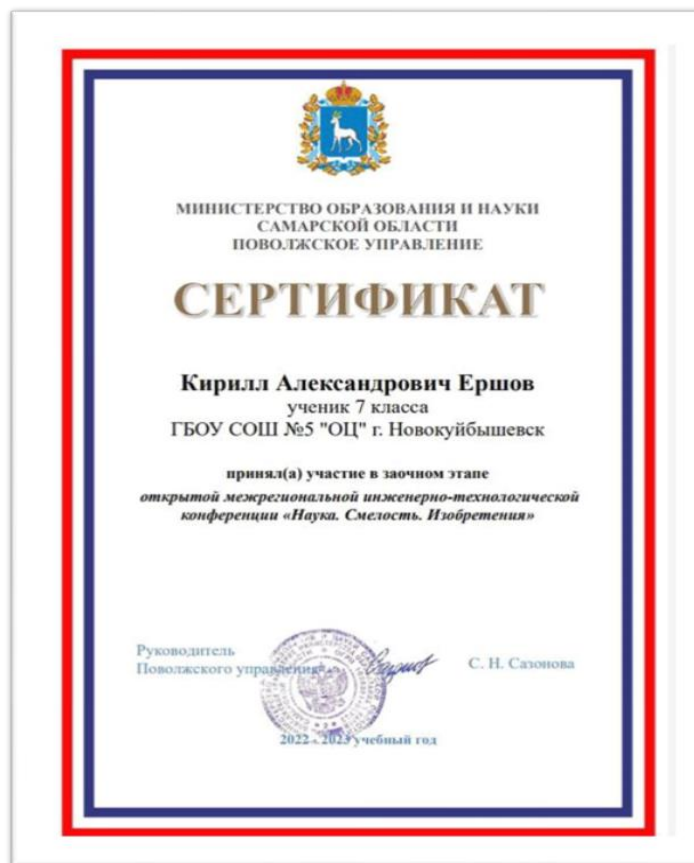 МИНИСТЕРСТВО ОБРАЗОВАНИЯ И НАУКИ
САМАРСКОЙ ОБЛАСТИ
ПОВОЛЖСКОЕ УПРАВЛЕНИЕ
СЕРТИФИКАТ
Кирилл Александрович Ершов
ученик 7 класса
ГБОУ СОШ №5 "ОЦ" г. Новокуйбышевск
принял(а) участие в заочном этапе
открытой межрегиональной инженерно-технологической
конференции «Наука. Смелость. Изобретения»
Руководитель
Поволжского управления
С. Н. Сазонова
2022 - 2023 учебный год